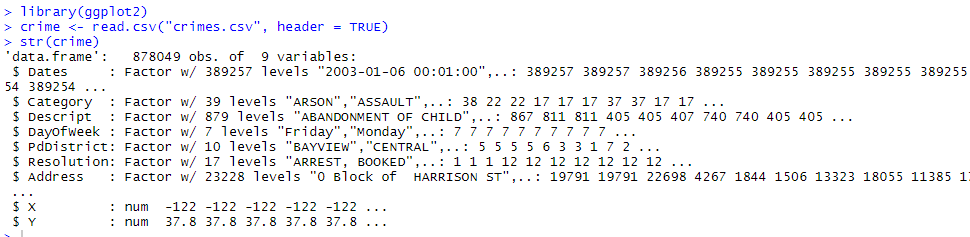 > library(ggplot2)
> crime <- read.csv("crimes.csv", header = TRUE)
> str(crime)
'data.frame':   878049 obs. of  9 variables:
 $ Dates     : Factor w/ 389257 levels "2003-01-06 00:01:00",..: 389257 389257 389256 389255 389255 389255 389255 389255
54 389254 ...
 $ Category  : Factor w/ 39 levels "ARSON","ASSAULT",..: 38 22 22 17 17 17 37 37 17 17 ...
 $ Descript  : Factor w/ 879 levels "ABANDONMENT OF CHILD",..: 867 811 811 405 405 407 740 740 405 405 ...
 $ DayOfWeek : Factor w/ 7 levels "Friday","Monday",..: 7 7 7 7 7 7 7 7 7 7 ...
 $ PdDistrict: Factor w/ 10 levels "BAYVIEW","CENTRAL",..: 5 5 5 5 6 3 3 1 7 2 ...
 $ Resolution: Factor w/ 17 levels "ARREST, BOOKED",..: 1 1 1 12 12 12 12 12 12 12 ...
 $ Address   : Factor w/ 23228 levels "0 Block of  HARRISON ST",..: 19791 19791 22698 4267 1844 1506 13323 18055 11385
...
 $ X         : num  -122 -122 -122 -122 -122 ...
 $ Y         : num  37.8 37.8 37.8 37.8 37.8 ...
>